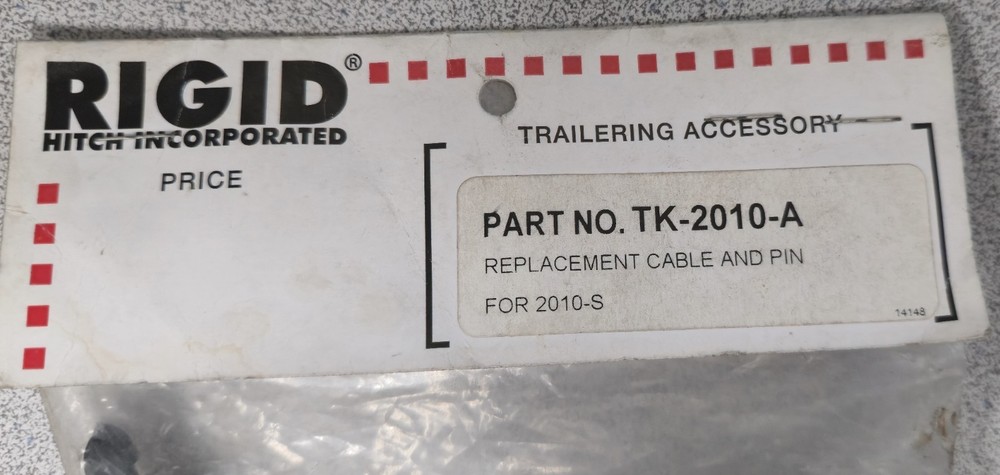 RIGID®
HITCH INCORPORATED
PRICE
TRAILERING ACCESSORY
PART NO. TK-2010-A
REPLACEMENT CABLE AND PIN
FOR 2010-S
14148